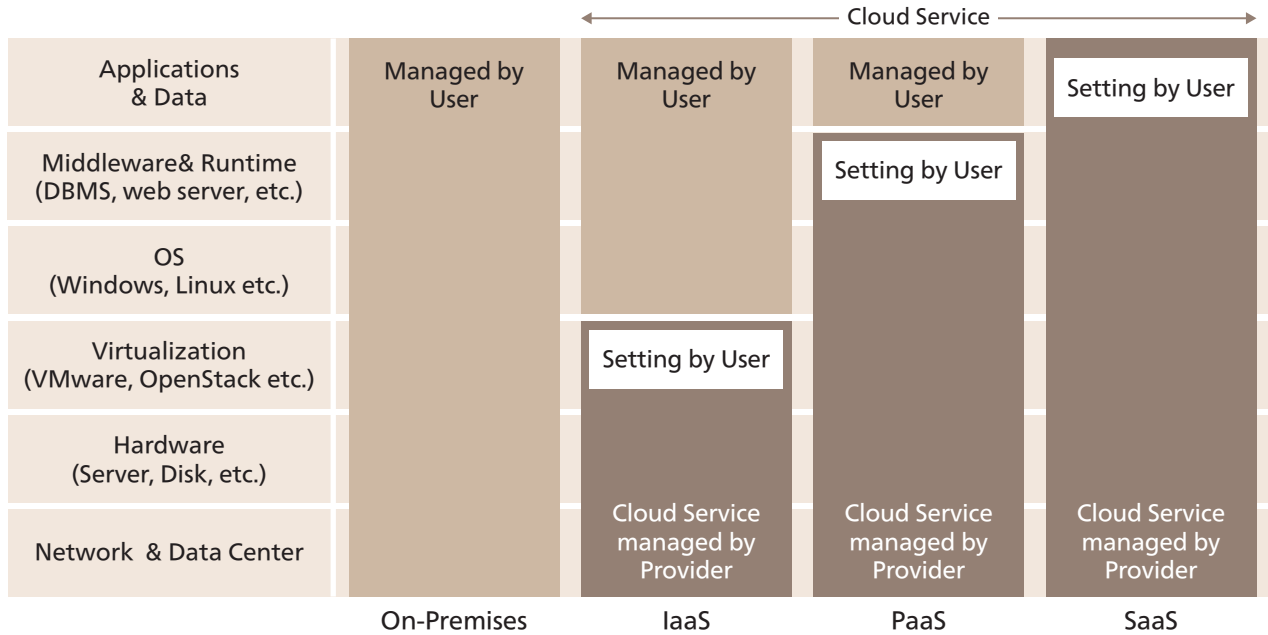 Cloud Service
Applications
& Data
Managed by
User
Managed by
User
Managed by
User
Setting by User
Middleware& Runtime
(DBMS, web server, etc.)
Setting by User
OS
(Windows, Linux etc.)
Virtualization
(VMware, OpenStack etc.)
Setting by User
Hardware
(Server, Disk, etc.)
Network & Data Center
Cloud Service
managed by
Provider
Cloud Service
managed by
Provider
Cloud Service
managed by
Provider
On-Premises
IaaS
PaaS
SaaS